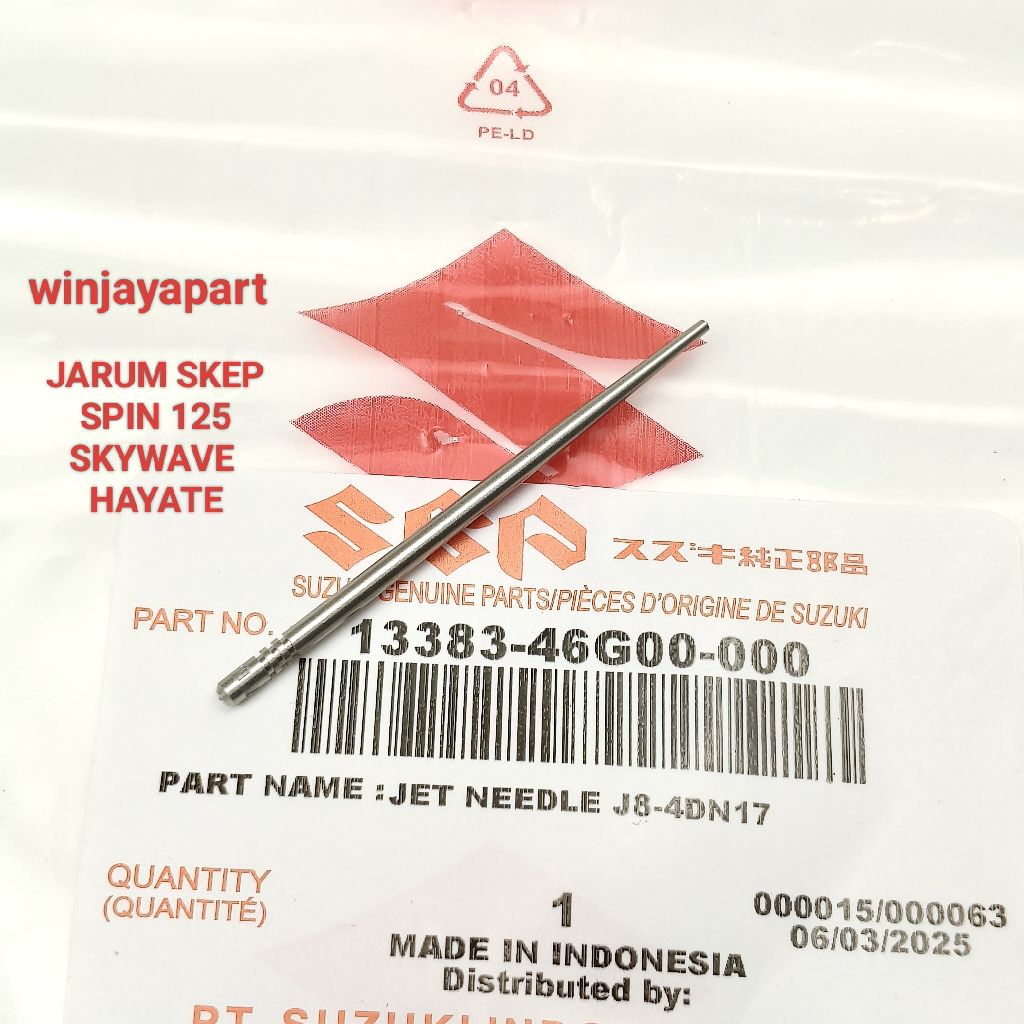 04
PE-LD
winjayapart
JARUM SKEP
SPIN 125
SKYWAVE
HAYATE
SGP スズキ純正部品
SUZUKI GENUINE PARTS/PIÈCES D'ORIGINE DE SUZUKI
PART NO. 13383-46G00-000
PART NAME :JET NEEDLE J8-4DN17
QUANTITY
(QUANTITÉ)
1
000015/000063
06/03/2025
MADE IN INDONESIA
Distributed by:
PT SUZUKI